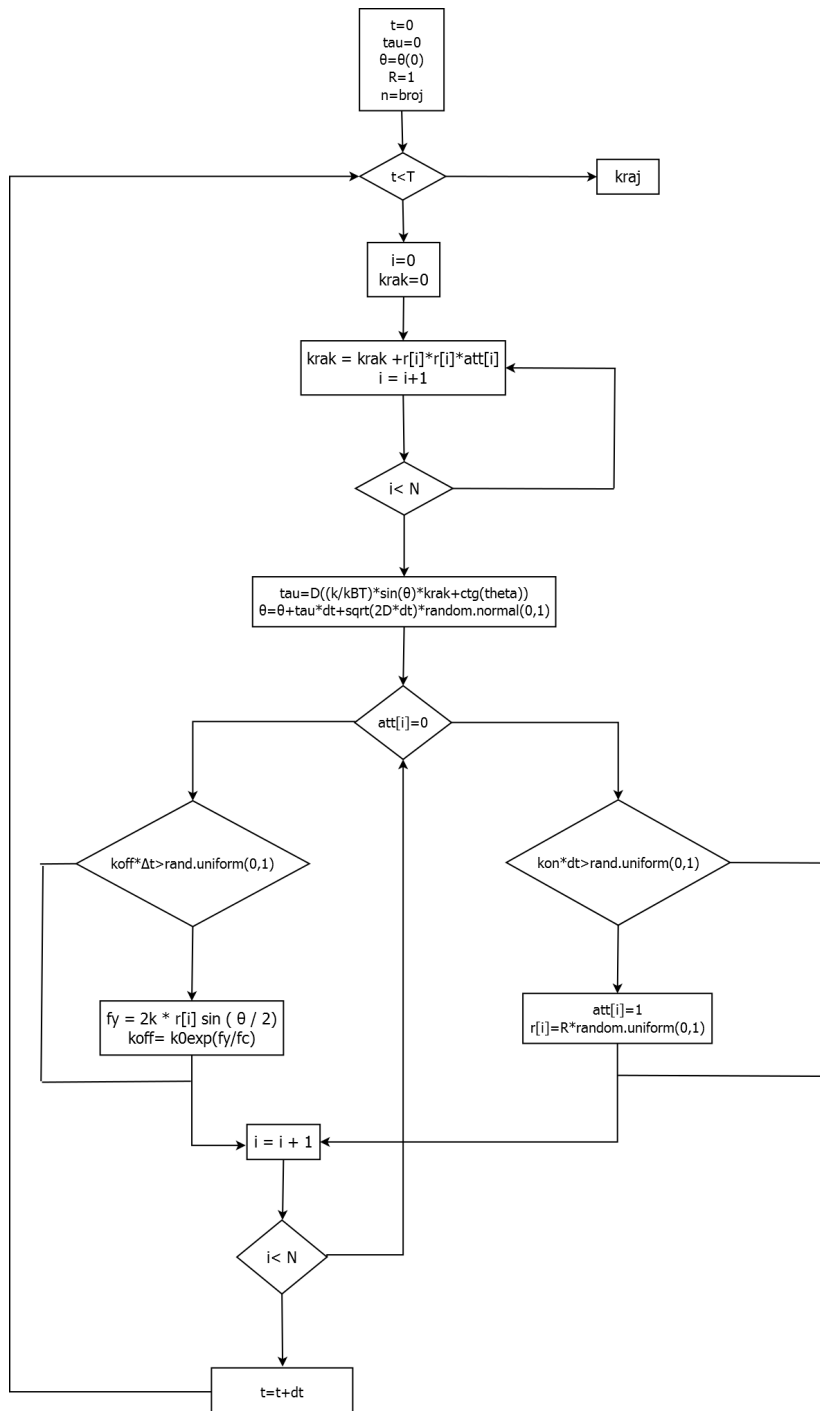 t=0
tau=0
θ=θ(0)
R=1
n=broj
t<T
kraj
i=0
krak=0
krak = krak +r[i]*r[i]*att[i]
i = i+1
i< N
tau=D((k/kBT)*sin(θ)*krak+ctg(theta))
θ=θ+tau*dt+sqrt(2D*dt)*random.normal(0,1)
att[i]=0
koff*Δt>rand.uniform(0,1)
kon*dt>rand.uniform(0,1)
fy = 2k * r[i] sin ( θ / 2)
koff= k0exp(fy/fc)
att[i]=1
r[i]=R*random.uniform(0,1)
i = i + 1
i< N
t=t+dt